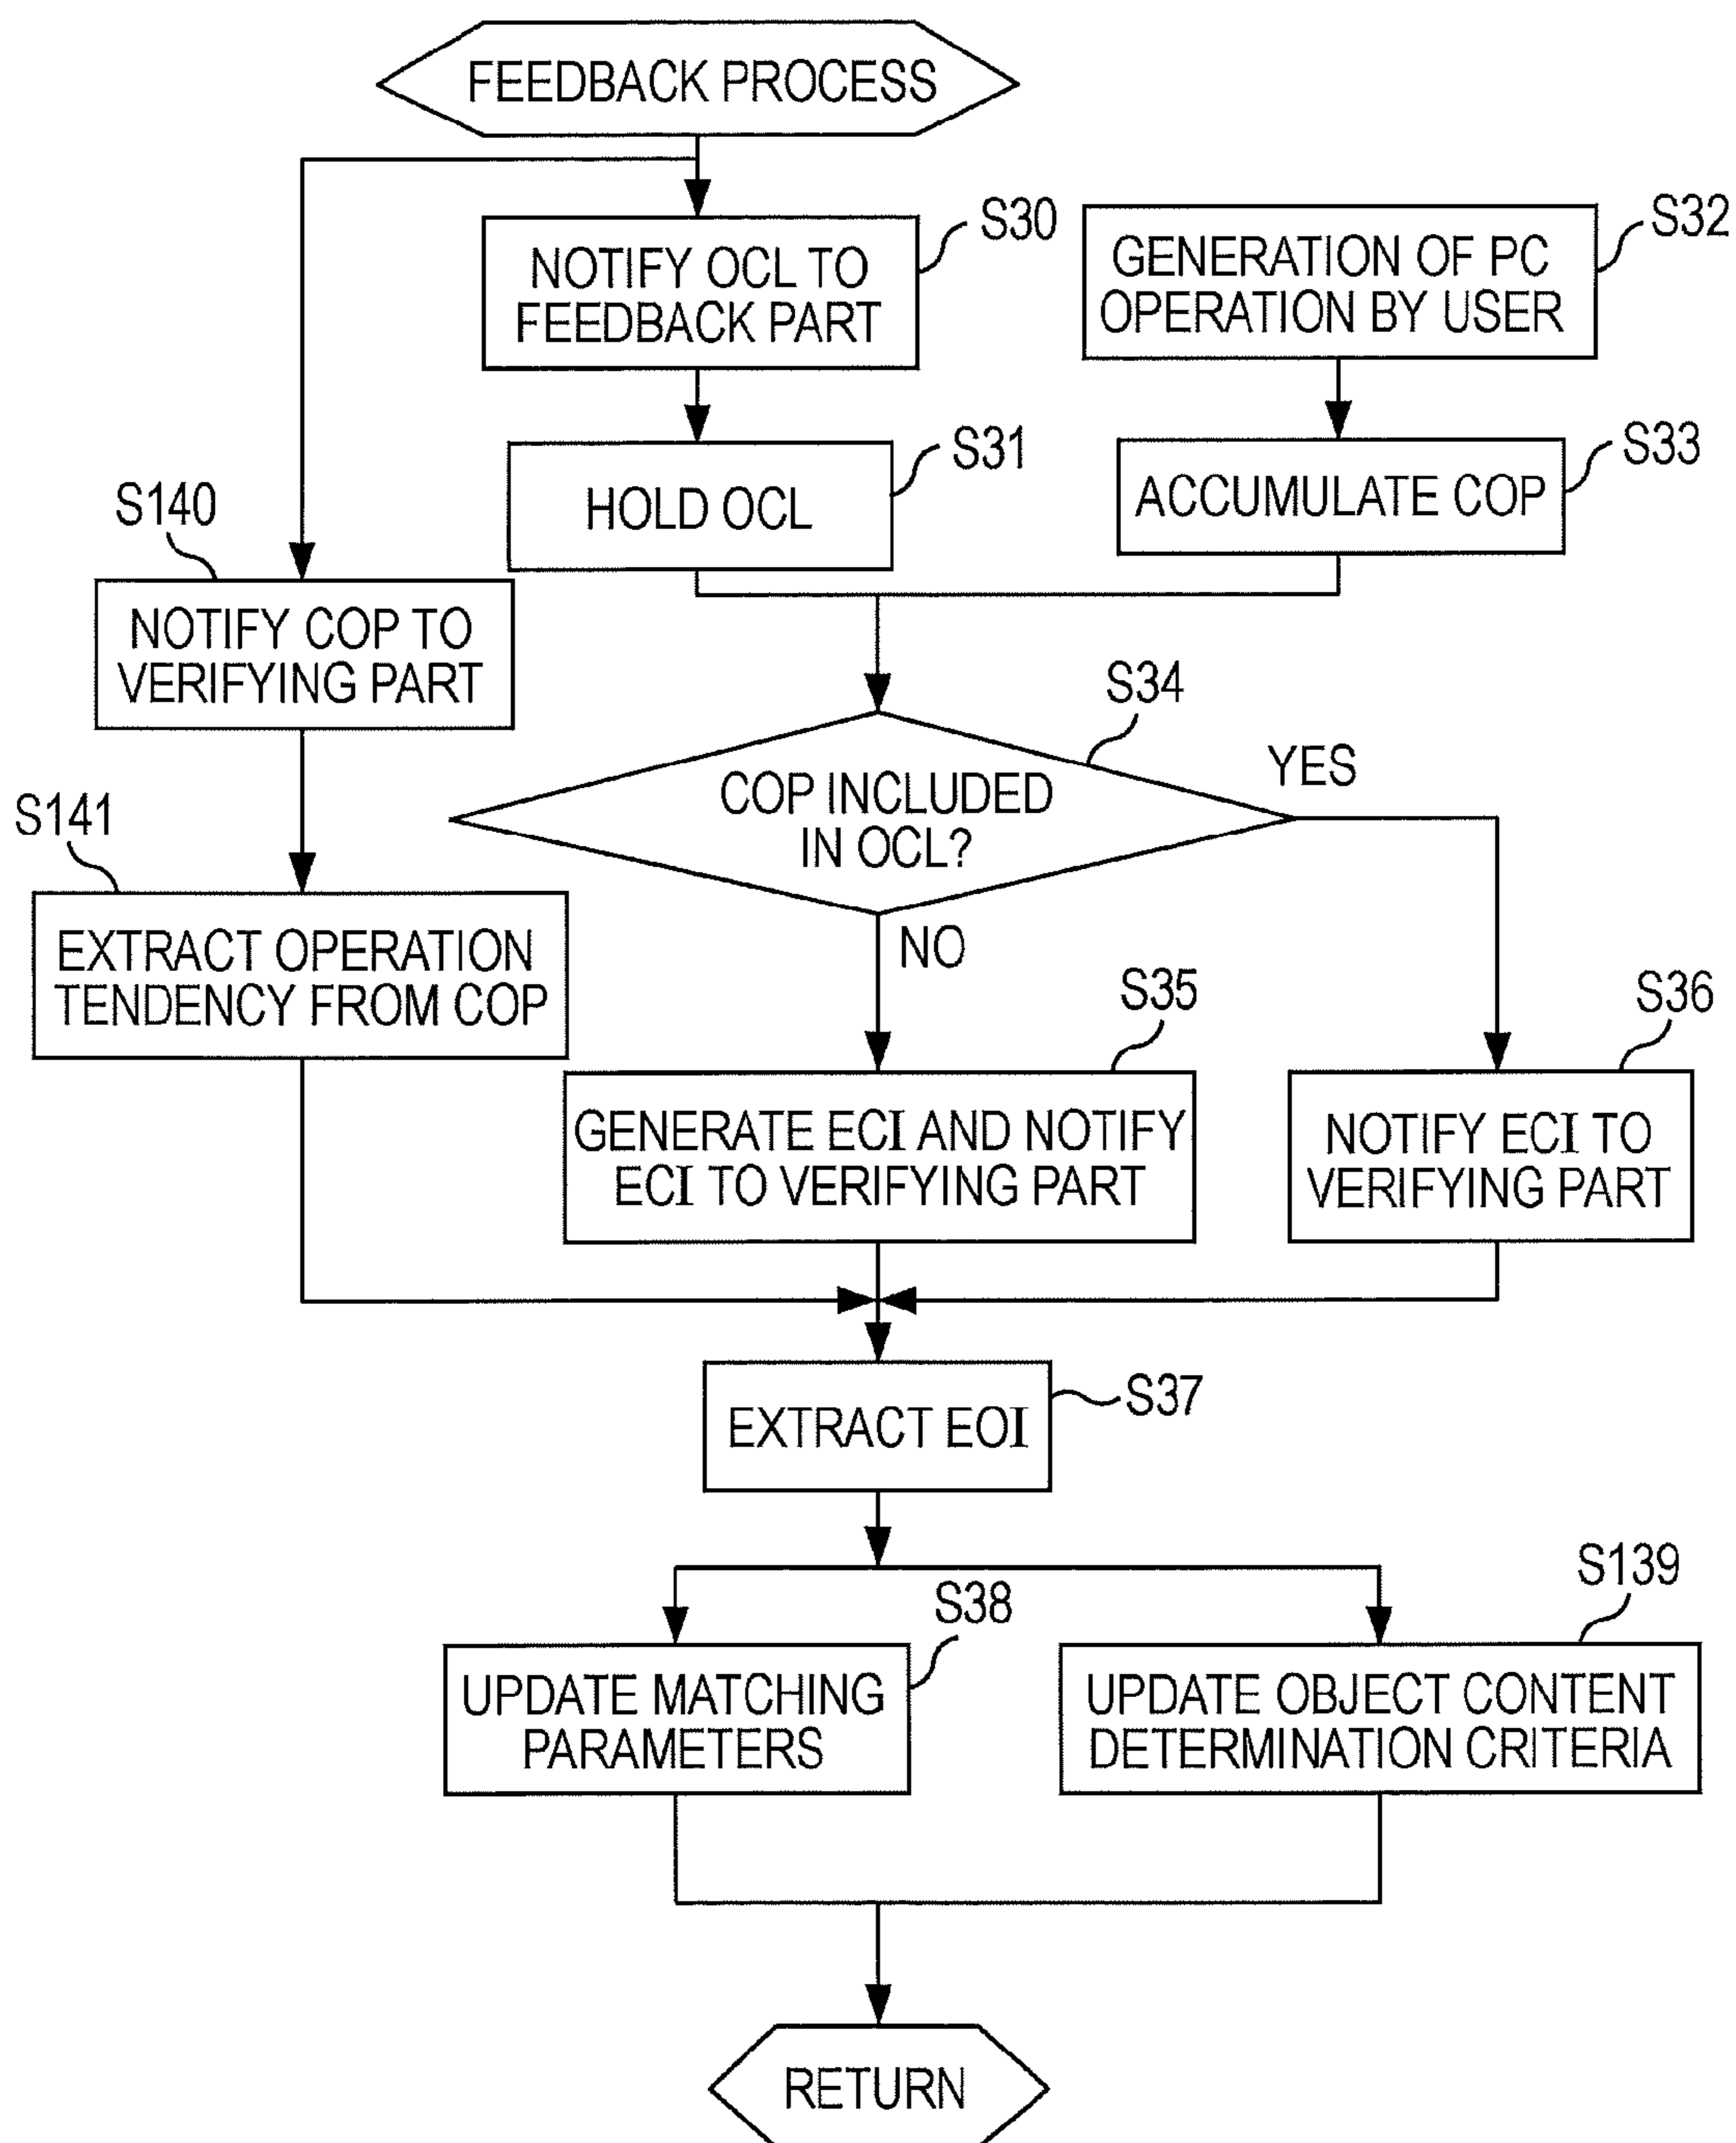 FEEDBACK PROCESS
S30
NOTIFY OCL TO
FEEDBACK PART
S32
GENERATION OF PC
OPERATION BY USER
S31
HOLD OCL
S33
ACCUMULATE COP
S140
NOTIFY COP TO
VERIFYING PART
S34
COP INCLUDED
IN OCL?
YES
NO
S141
EXTRACT OPERATION
TENDENCY FROM COP
S35
GENERATE ECI AND NOTIFY
ECI TO VERIFYING PART
S36
NOTIFY ECI TO
VERIFYING PART
S37
EXTRACT EOI
S38
UPDATE MATCHING
PARAMETERS
S139
UPDATE OBJECT CONTENT
DETERMINATION CRITERIA
RETURN